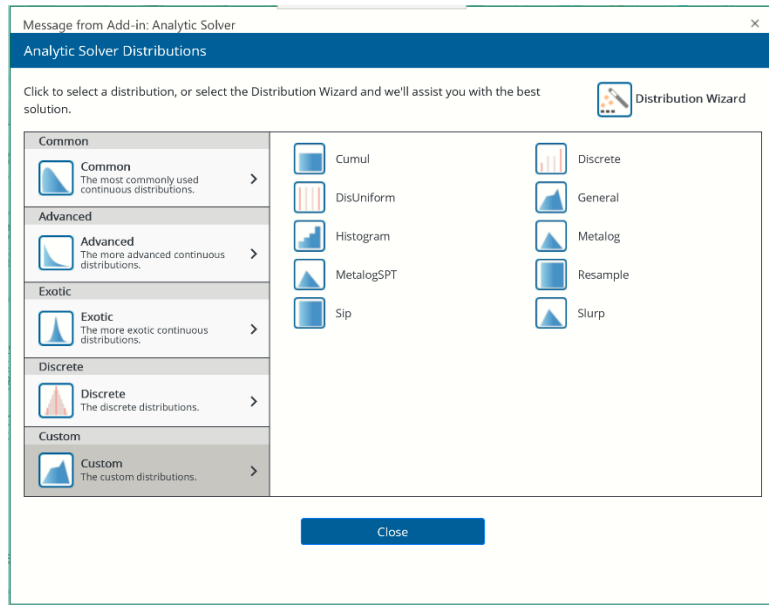 Message from Add-in: Analytic Solver
Analytic Solver Distributions
Click to select a distribution, or select the Distribution Wizard and we'll assist you with the best
solution.
Distribution Wizard
Common
Common
The most commonly used
continuous distributions.
Advanced
Advanced
The more advanced continuous
distributions.
Exotic
Exotic
The more exotic continuous
distributions.
Discrete
Discrete
The discrete distributions.
Custom
Custom
The custom distributions.
Cumul
Discrete
DisUniform
General
Histogram
Metalog
MetalogSPT
Resample
Sip
Slurp
Close